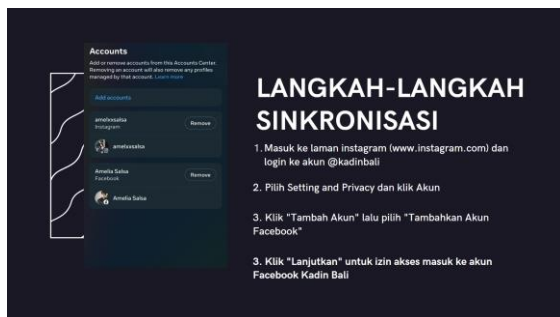 Accounts
Add or remove accounts from this Accounts Center.
Removing an account will also remove any profiles
managed by that account. Learn more
Add accounts
amelxxsalsa
Instagram
Remove
amelxxsalsa
Amelia Salsa
Facebook
Remove
Amelia Salsa
LANGKAH-LANGKAH
SINKRONISASI
1. Masuk ke laman instagram (www.instagram.com) dan
login ke akun @kadinbali
2. Pilih Setting and Privacy dan klik Akun
3. Klik "Tambah Akun" lalu pilih "Tambahkan Akun
Facebook"
3. Klik "Lanjutkan" untuk izin akses masuk ke akun
Facebook Kadin Bali